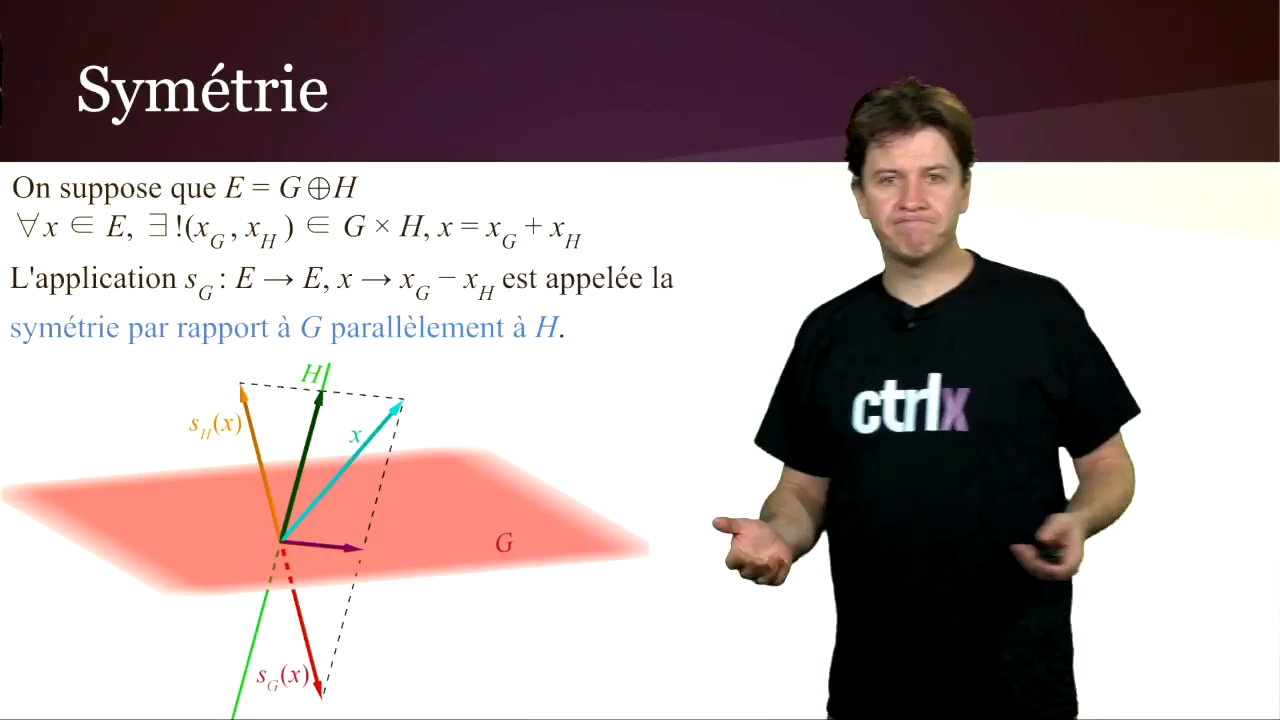 Symétrie
On suppose que E = G ⊕ H
∀ x ∈ E, ∃ !(x_G, x_H) ∈ G × H, x = x_G + x_H
L'application s_G : E → E, x → x_G − x_H est appelée la
symétrie par rapport à G parallèlement à H.
H
s_H(x)
x
ctrlx
G
s_G(x)